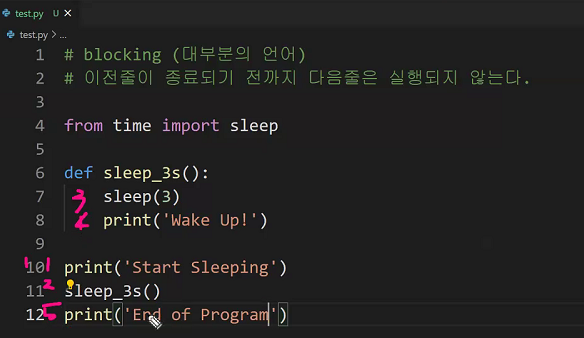 test.py U ×
test.py > ...
1 # blocking (대부분의 언어)
2 # 이전줄이 종료되기 전까지 다음줄은 실행되지 않는다.
3
4 from time import sleep
5
6 def sleep_3s():
7 3 sleep(3)
8 4 print('Wake Up!')
9
10 1 print('Start Sleeping')
11 2 sleep_3s()
12 5 print('End of Program')